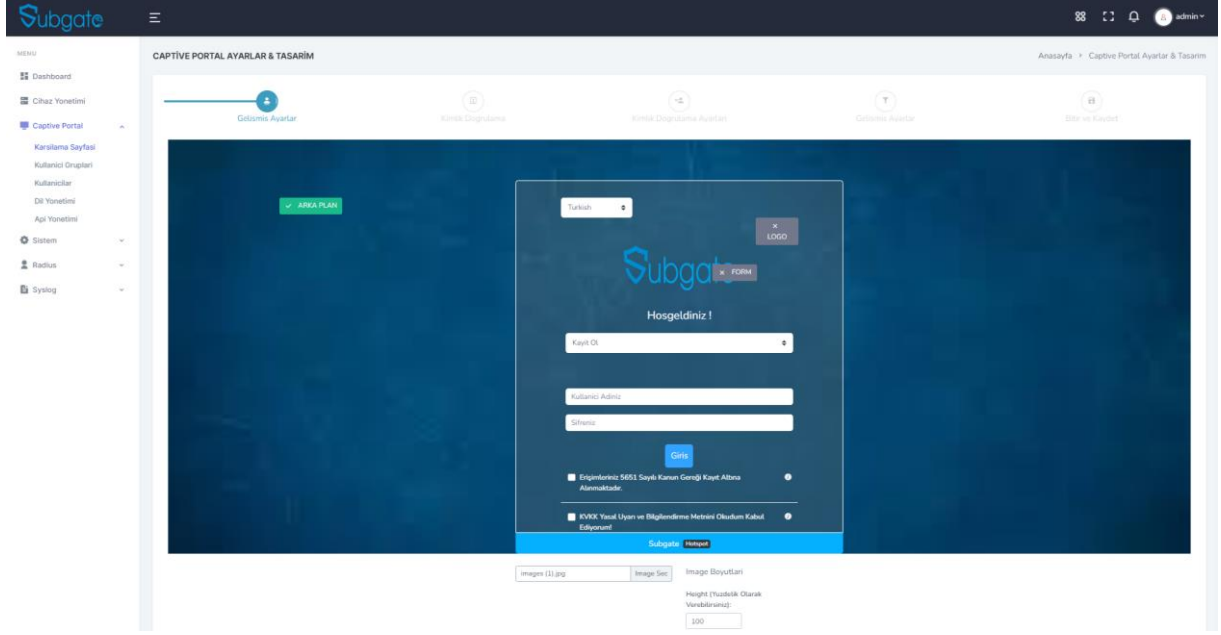 Subgate
admin
MENU
Dashboard
Cihaz Yonetimi
Captive Portal
Karsilama Sayfasi
Kullanici Gruplari
Kullanicilar
Dil Yonetimi
Api Yonetimi
Sistem
Radius
Syslog
CAPTİVE PORTAL AYARLAR & TASARİM
Anasayfa > Captive Portal Ayarlar & Tasarim
Gelismis Ayarlar
Kimlik Dogrulama
Kimlik Dogrulama Ayarlari
Gelismis Ayarlar
Bitir ve Kaydet
✓ ARKA PLAN
Turkish
×
LOGO
Subgate
× FORM
Hosgeldiniz !
Kayit Ol
Kullanici Adiniz
Sifreniz
Giris
Erişimleriniz 5651 Sayılı Kanun Gereği Kayıt Altına
Alınmaktadır.
KVKK Yasal Uyarı ve Bilgilendirme Metnini Okudum Kabul
Ediyorum!
Subgate Hotspot
images (1).jpg
Image Sec
Image Boyutlari
Height (Yuzdelik Olarak
Verebilirsiniz):
100